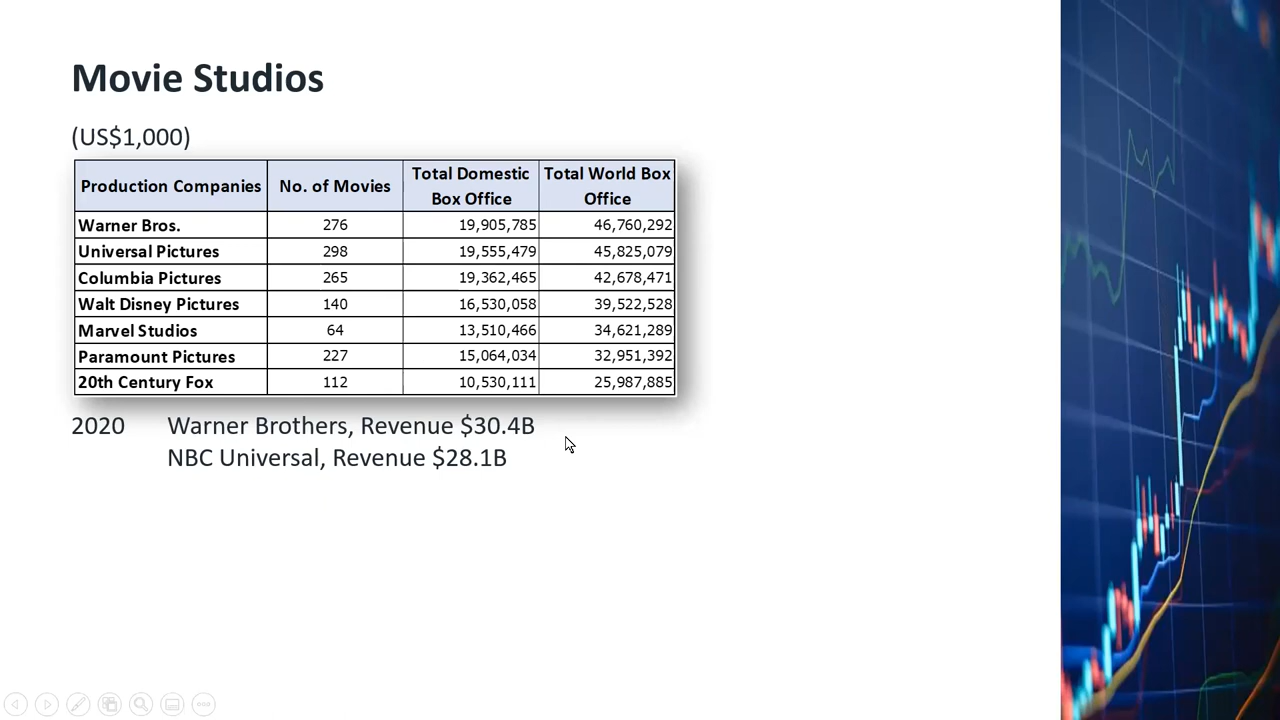 Movie Studios
(US$1,000)
Production Companies No. of Movies Total Domestic Box Office Total World Box Office
Warner Bros. 276 19,905,785 46,760,292
Universal Pictures 298 19,555,479 45,825,079
Columbia Pictures 265 19,362,465 42,678,471
Walt Disney Pictures 140 16,530,058 39,522,528
Marvel Studios 64 13,510,466 34,621,289
Paramount Pictures 227 15,064,034 32,951,392
20th Century Fox 112 10,530,111 25,987,885
2020 Warner Brothers, Revenue $30.4B
NBC Universal, Revenue $28.1B